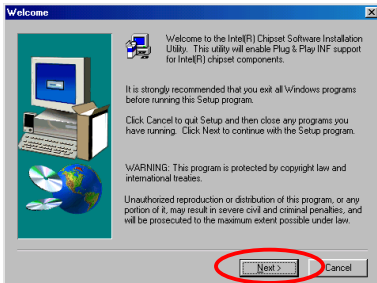 Welcome
Welcome to the Intel(R) Chipset Software Installation
Utility. This utility will enable Plug & Play INF support
for Intel(R) chipset components.
It is strongly recommended that you exit all Windows programs
before running this Setup program.
Click Cancel to quit Setup and then close any programs you
have running. Click Next to continue with the Setup program.
WARNING: This program is protected by copyright law and
international treaties.
Unauthorized reproduction or distribution of this program, or any
portion of it, may result in severe civil and criminal penalties, and
will be prosecuted to the maximum extent possible under law.
Next >
Cancel